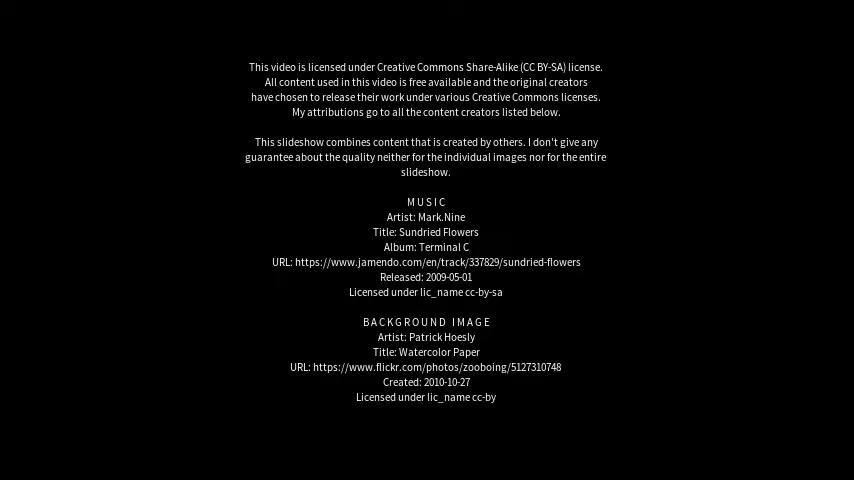 This video is licensed under Creative Commons Share-Alike (CC BY-SA) license.
All content used in this video is free available and the original creators
have chosen to release their work under various Creative Commons licenses.
My attributions go to all the content creators listed below.
This slideshow combines content that is created by others. I don't give any
guarantee about the quality neither for the individual images nor for the entire
slideshow.
MUSIC
Artist: Mark.Nine
Title: Sundried Flowers
Album: Terminal C
URL: https://www.jamendo.com/en/track/337829/sundried-flowers
Released: 2009-05-01
Licensed under lic_name cc-by-sa
BACKGROUND IMAGE
Artist: Patrick Hoesly
Title: Watercolor Paper
URL: https://www.flickr.com/photos/zooboing/5127310748
Created: 2010-10-27
Licensed under lic_name cc-by